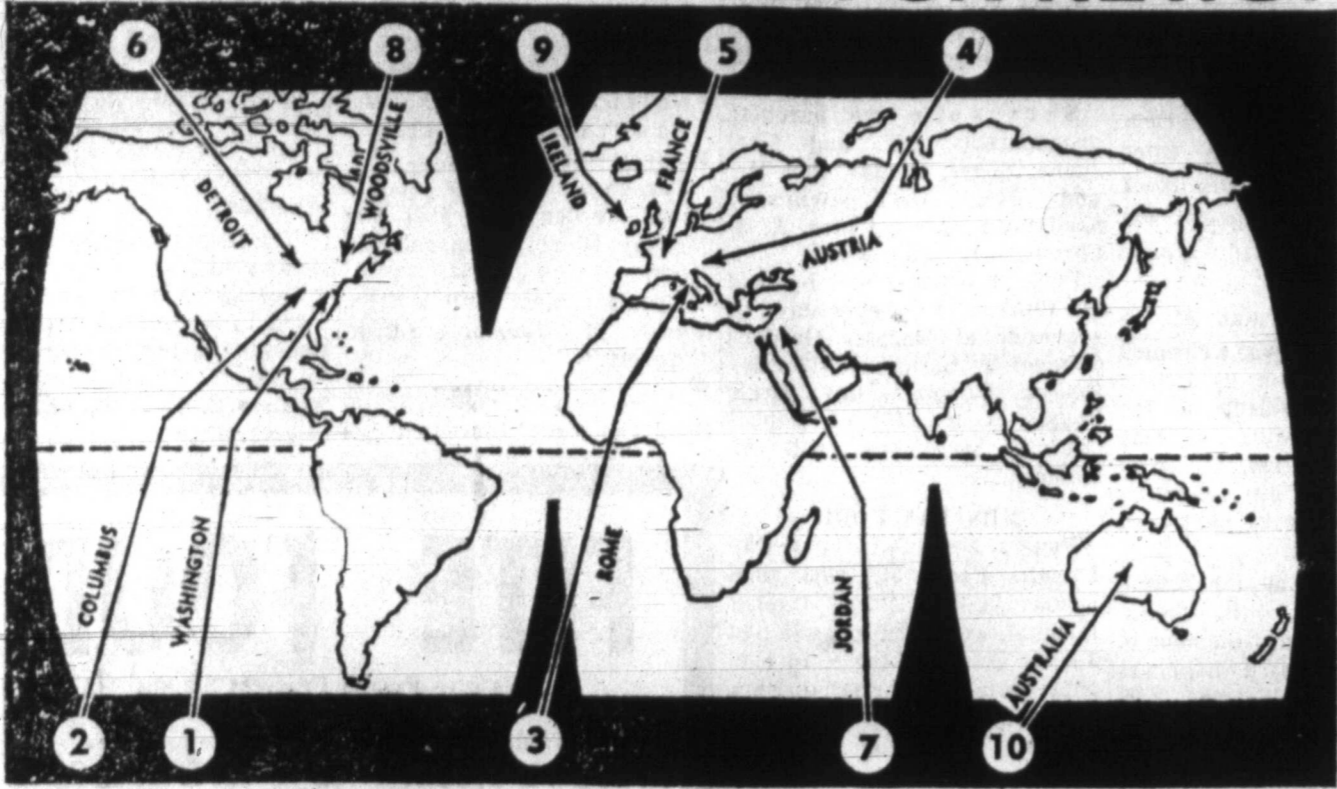 6
8
9
5
4
DETROIT
WOODSVILLE
IRELAND
FRANCE
AUSTRIA
COLUMBUS
WASHINGTON
ROME
JORDAN
AUSTRALIA
2
1
3
7
10